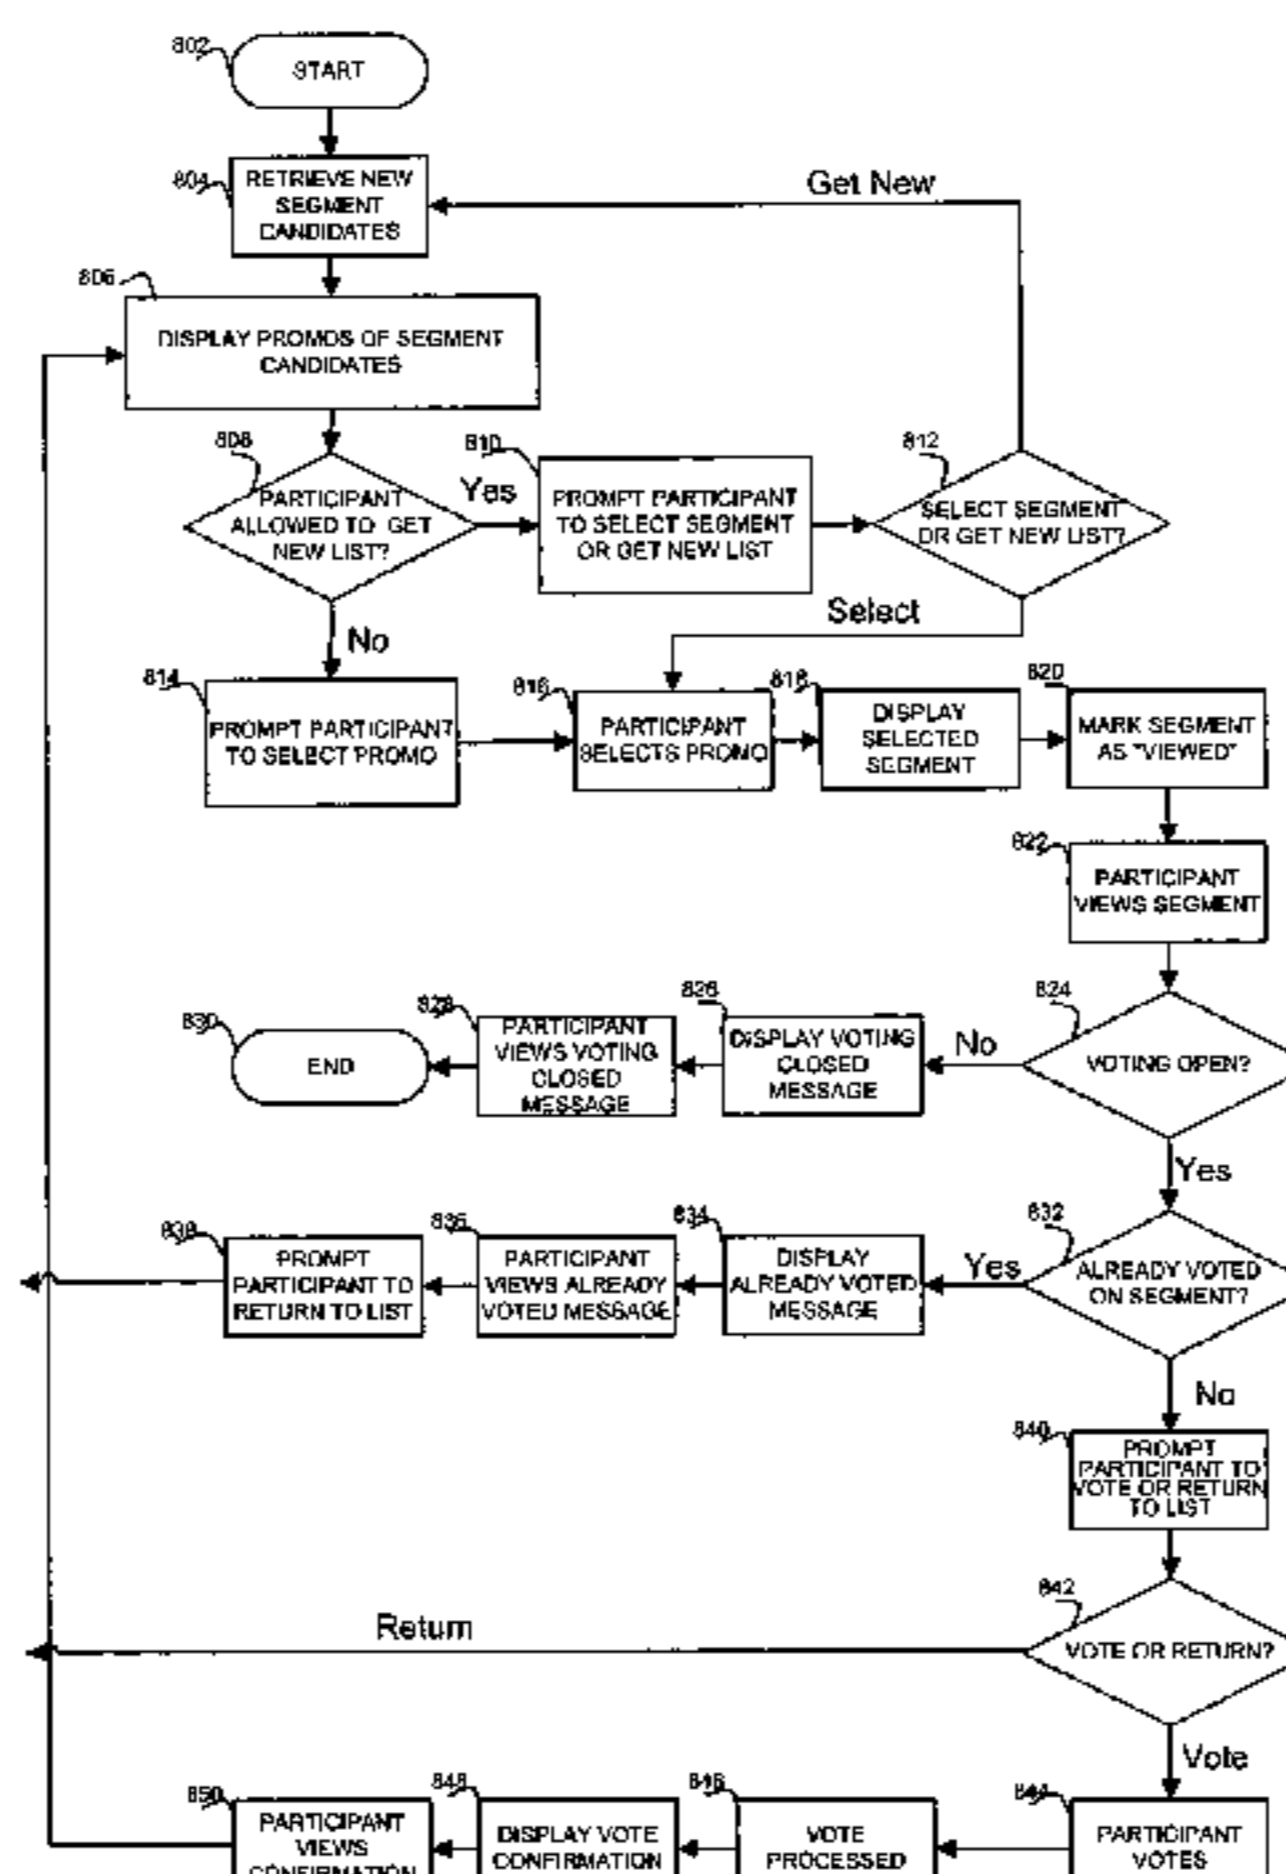 802
START
804
RETRIEVE NEW
SEGMENT
CANDIDATES
Get New
806
DISPLAY PROMOS OF SEGMENT
CANDIDATES
808
PARTICIPANT
ALLOWED TO GET
NEW LIST?
Yes
810
PROMPT PARTICIPANT
TO SELECT SEGMENT
OR GET NEW LIST
812
SELECT SEGMENT
OR GET NEW LIST?
Select
No
814
PROMPT PARTICIPANT
TO SELECT PROMO
816
PARTICIPANT
SELECTS PROMO
818
DISPLAY
SELECTED
SEGMENT
820
MARK SEGMENT
AS "VIEWED"
822
PARTICIPANT
VIEWS SEGMENT
824
VOTING OPEN?
No
826
DISPLAY VOTING
CLOSED
MESSAGE
828
PARTICIPANT
VIEWS VOTING
CLOSED
MESSAGE
830
END
Yes
832
ALREADY VOTED
ON SEGMENT?
Yes
834
DISPLAY
ALREADY VOTED
MESSAGE
836
PARTICIPANT
VIEWS ALREADY
VOTED MESSAGE
838
PROMPT
PARTICIPANT TO
RETURN TO LIST
No
840
PROMPT
PARTICIPANT TO
VOTE OR RETURN
TO LIST
842
VOTE OR RETURN?
Return
Vote
844
PARTICIPANT
VOTES
846
VOTE
PROCESSED
848
DISPLAY VOTE
CONFIRMATION
850
PARTICIPANT
VIEWS
CONFIRMATION